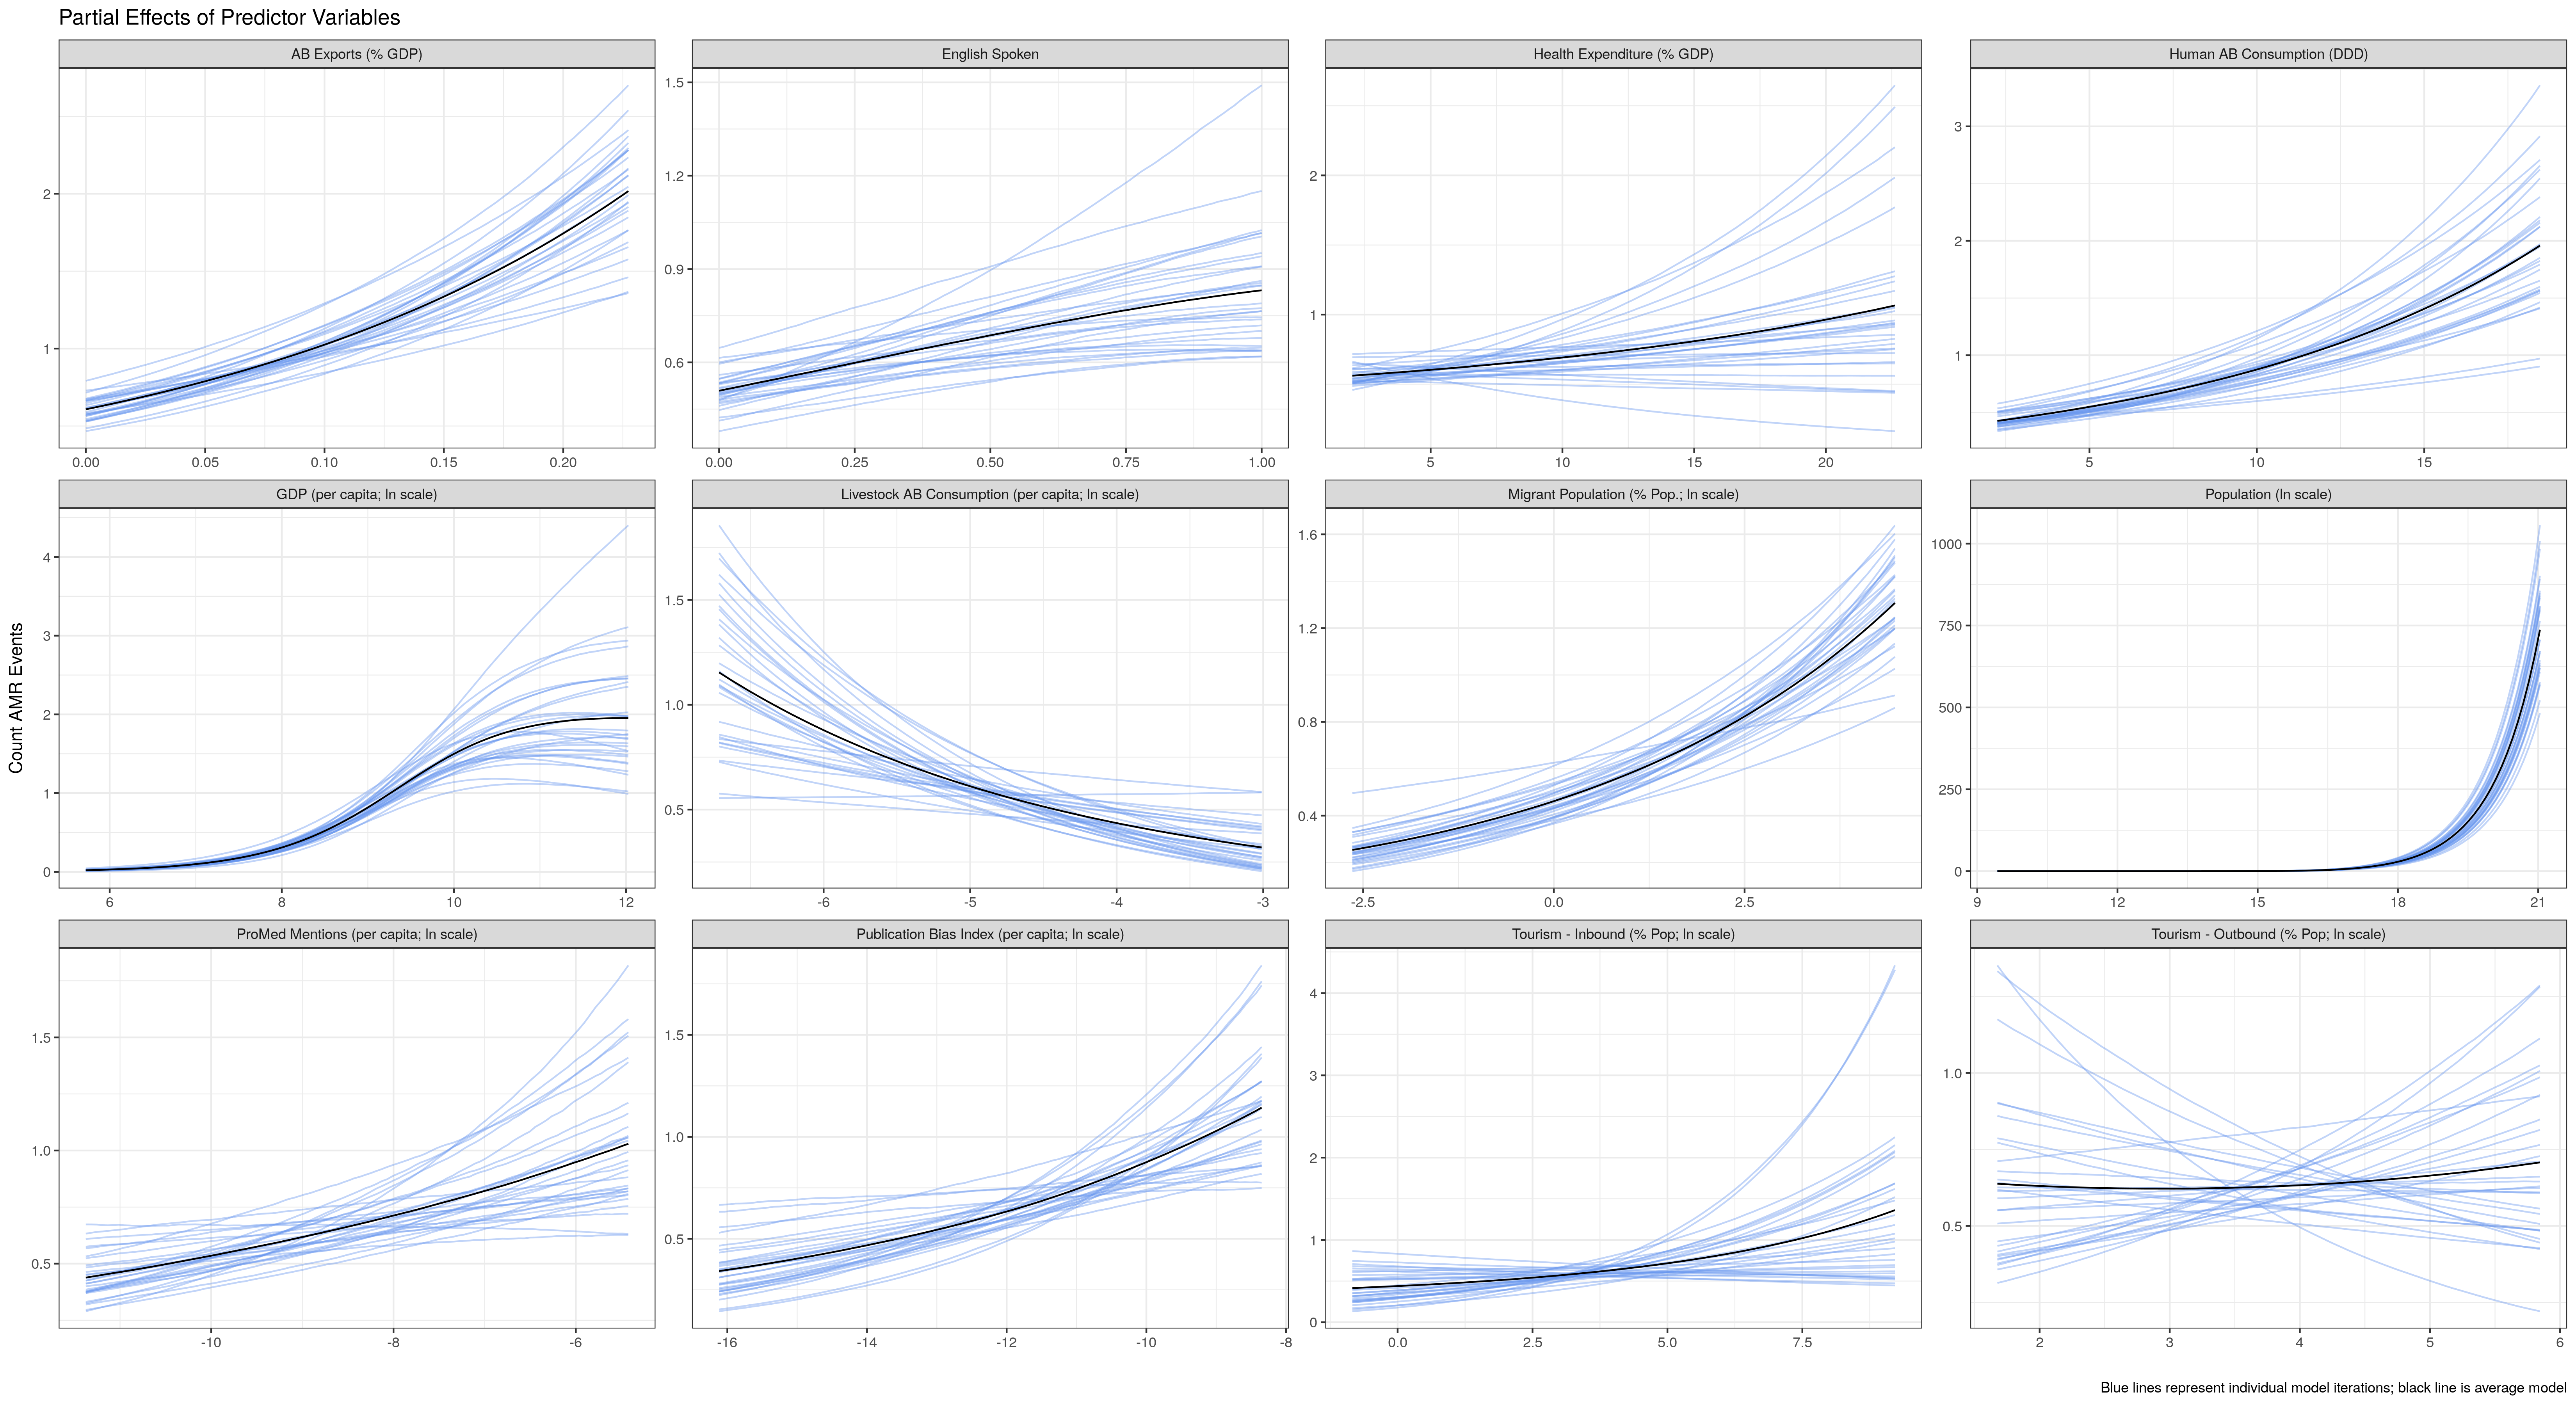 Partial Effects of Predictor Variables
AB Exports (% GDP)
English Spoken
Health Expenditure (% GDP)
Human AB Consumption (DDD)
2
1
0.00 0.05 0.10 0.15 0.20
1.5
1.2
0.9
0.6
0.00 0.25 0.50 0.75 1.00
2
1
5 10 15 20
3
2
1
5 10 15
Count AMR Events
GDP (per capita; ln scale)
Livestock AB Consumption (per capita; ln scale)
Migrant Population (% Pop.; ln scale)
Population (ln scale)
4
3
2
1
0
6 8 10 12
1.5
1.0
0.5
-6 -5 -4 -3
1.6
1.2
0.8
0.4
-2.5 0.0 2.5
1000
750
500
250
0
9 12 15 18 21
ProMed Mentions (per capita; ln scale)
Publication Bias Index (per capita; ln scale)
Tourism - Inbound (% Pop; ln scale)
Tourism - Outbound (% Pop; ln scale)
1.5
1.0
0.5
-10 -8 -6
1.5
1.0
0.5
-16 -14 -12 -10 -8
4
3
2
1
0
0.0 2.5 5.0 7.5
1.0
0.5
2 3 4 5 6
Blue lines represent individual model iterations; black line is average model